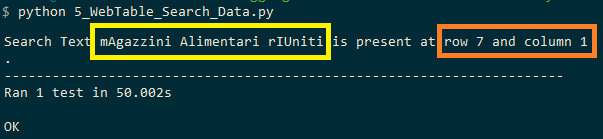 $ python 5_WebTable_Search_Data.py
Search Text mAgazzini Alimentari rIUniti is present at row 7 and column 1
.
----------------------------------------------------------------------
Ran 1 test in 50.002s
OK